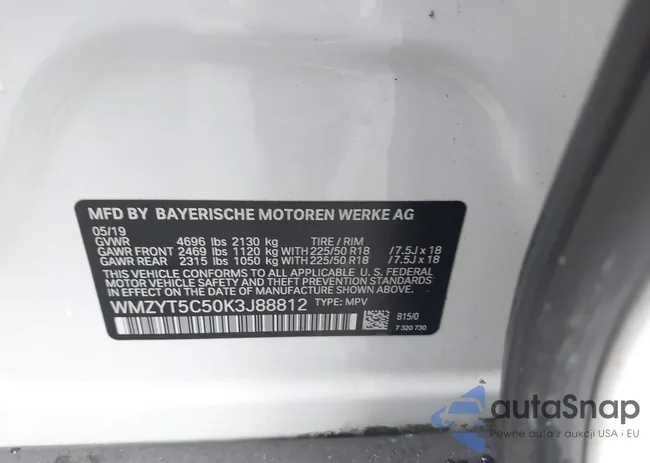 MFD BY BAYERISCHE MOTOREN WERKE AG
05/19
GVWR 4696 lbs 2130 kg TIRE / RIM
GAWR FRONT 2469 lbs 1120 kg WITH 225/50 R18 / 7.5J x 18
GAWR REAR 2315 lbs 1050 kg WITH 225/50 R18 / 7.5J x 18
THIS VEHICLE CONFORMS TO ALL APPLICABLE U. S. FEDERAL
MOTOR VEHICLE SAFETY, BUMPER AND THEFT PREVENTION
STANDARDS IN EFFECT ON THE DATE OF MANUFACTURE SHOWN ABOVE.
WMZYT5C50K3J88812 TYPE: MPV
B15/0
7 320 730
autoSnap
Pewne auta z aukcji USA i EU